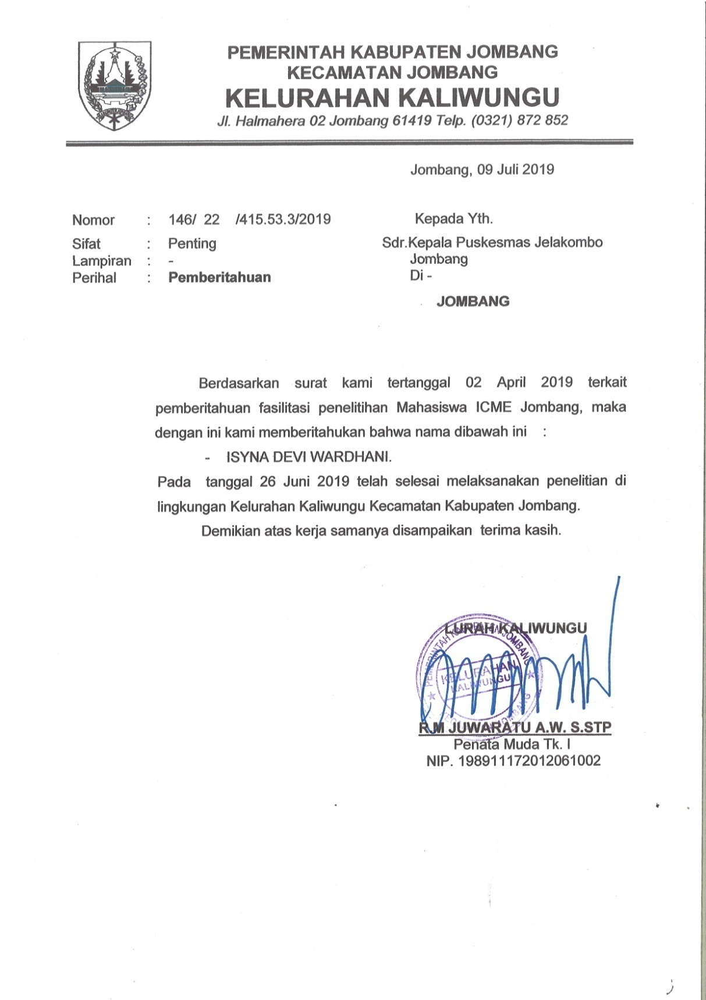 PEMERINTAH KABUPATEN JOMBANG
KECAMATAN JOMBANG
KELURAHAN KALIWUNGU
Jl. Halmahera 02 Jombang 61419 Telp. (0321) 872 852
Jombang, 09 Juli 2019
Nomor : 146/ 22 /415.53.3/2019
Sifat : Penting
Lampiran : -
Perihal : Pemberitahuan
Kepada Yth.
Sdr.Kepala Puskesmas Jelakombo
Jombang
Di -
JOMBANG
Berdasarkan surat kami tertanggal 02 April 2019 terkait
pemberitahuan fasilitasi penelitihan Mahasiswa ICME Jombang, maka
dengan ini kami memberitahukan bahwa nama dibawah ini :
- ISYNA DEVI WARDHANI.
Pada tanggal 26 Juni 2019 telah selesai melaksanakan penelitian di
lingkungan Kelurahan Kaliwungu Kecamatan Kabupaten Jombang.
Demikian atas kerja samanya disampaikan terima kasih.
LURAH KALIWUNGU
PEMERINTAH KABUPATEN JOMBANG
KELURAHAN
KALIWUNGU
JOMBANG
R.M JUWARATU A.W. S.STP
Penata Muda Tk. I
NIP. 198911172012061002